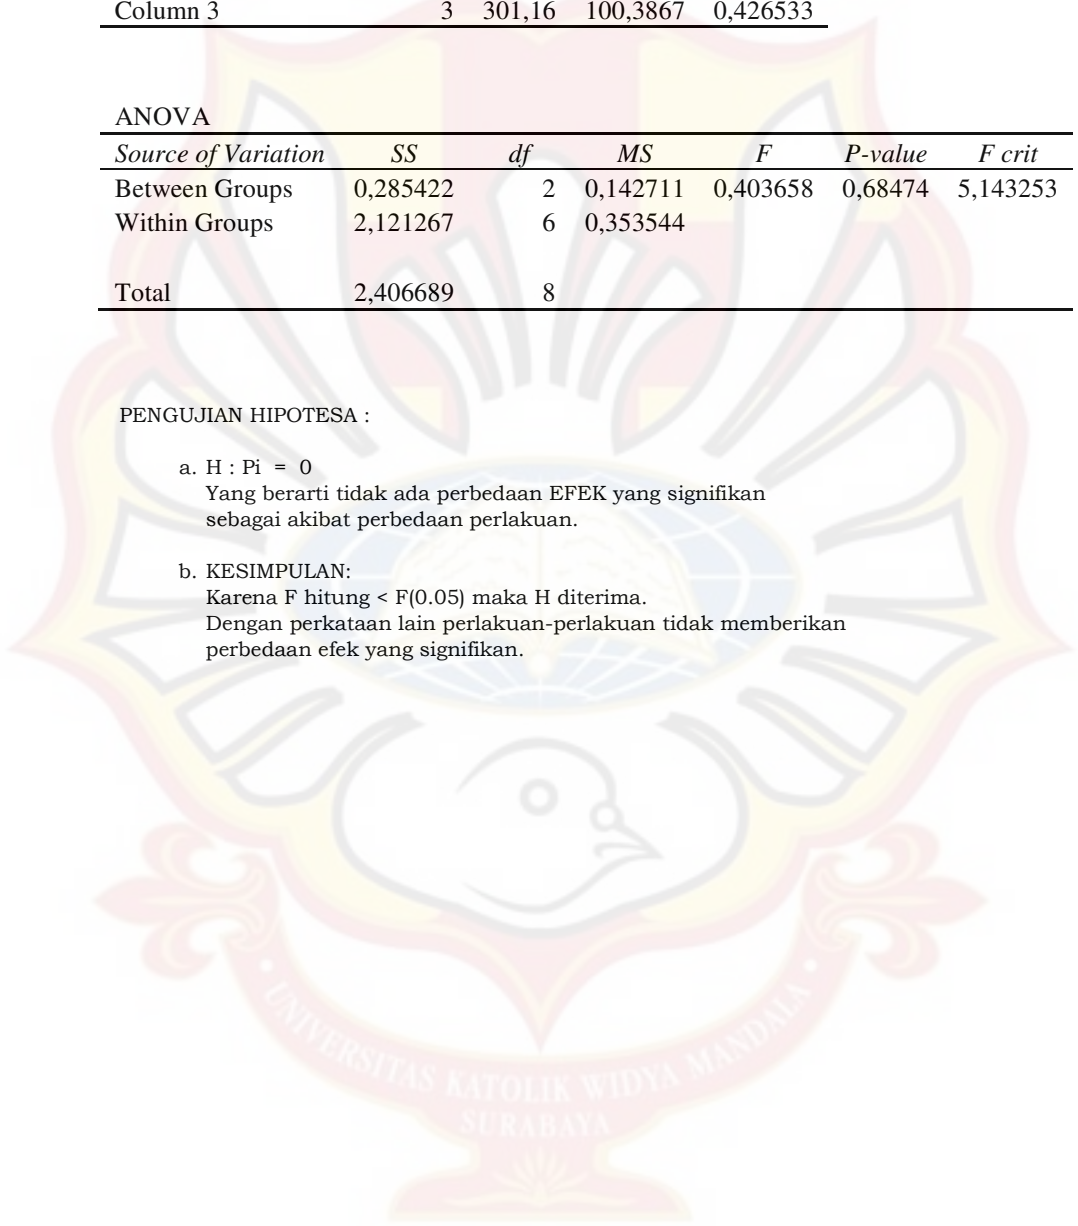 Column 3 3 301,16 100,3867 0,426533
ANOVA
Source of Variation SS df MS F P-value F crit
Between Groups 0,285422 2 0,142711 0,403658 0,68474 5,143253
Within Groups 2,121267 6 0,353544
Total 2,406689 8
PENGUJIAN HIPOTESA :
a. H : Pi = 0
Yang berarti tidak ada perbedaan EFEK yang signifikan
sebagai akibat perbedaan perlakuan.
b. KESIMPULAN:
Karena F hitung < F(0.05) maka H diterima.
Dengan perkataan lain perlakuan-perlakuan tidak memberikan
perbedaan efek yang signifikan.
UNIVERSITAS KATOLIK WIDYA MANDALA
SURABAYA